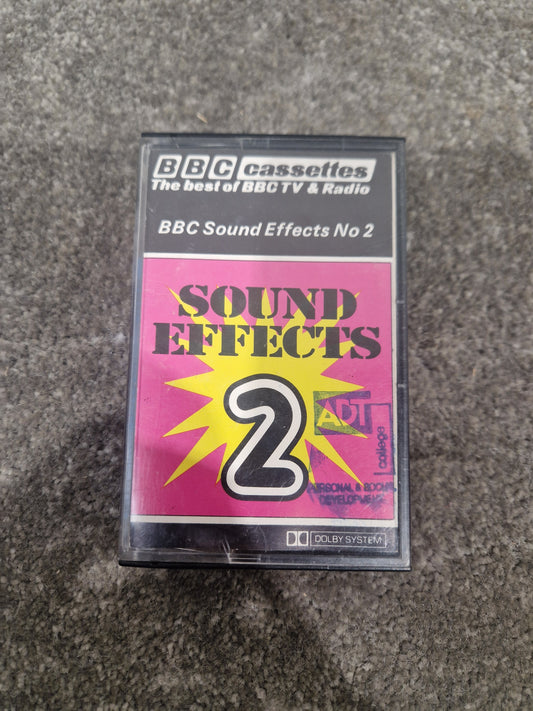 BBC cassettes
The best of BBC TV & Radio
BBC Sound Effects No 2
SOUND
EFFECTS
2
ADT
college
PERSONAL & SOCIAL
DEVELOPMENT
DOLBY SYSTEM